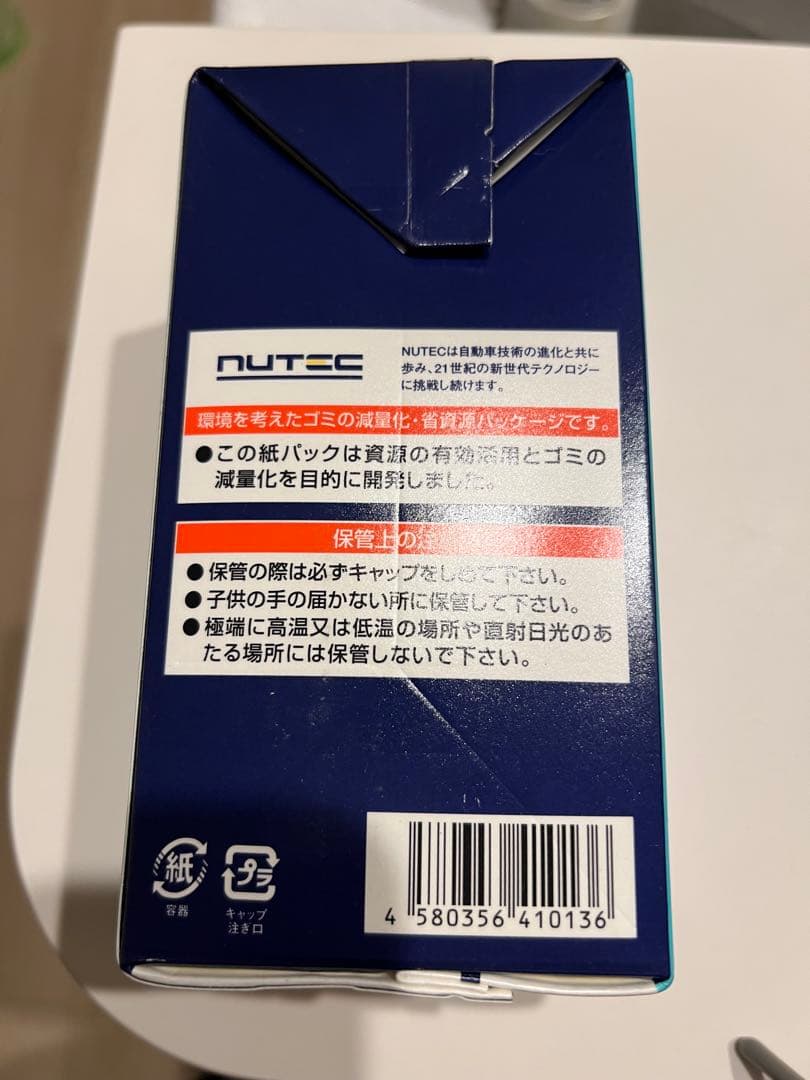 NUTEC
NUTECは自動車技術の進化と共に
歩み、21世紀の新世代テクノロジー
に挑戦し続けます。
環境を考えたゴミの減量化・省資源パッケージです。
●この紙パックは資源の有効活用とゴミの
減量化を目的に開発しました。
保管上の注
●保管の際は必ずキャップをしめて下さい。
●子供の手の届かない所に保管して下さい。
●極端に高温又は低温の場所や直射日光のあ
たる場所には保管しないで下さい。
紙
容器
プラ
キャップ
注ぎ口
4 580356 410136